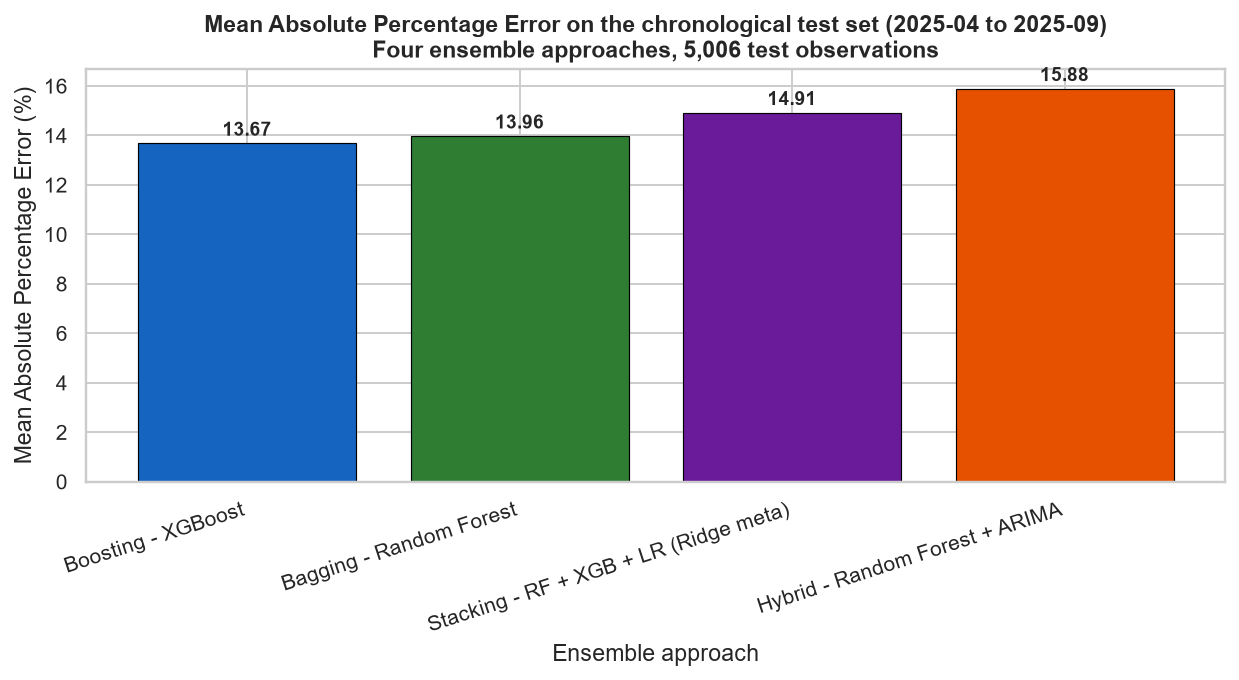 Mean Absolute Percentage Error on the chronological test set (2025-04 to 2025-09)
Four ensemble approaches, 5,006 test observations
Mean Absolute Percentage Error (%)
16
14
12
10
8
6
4
2
0
13.67
13.96
14.91
15.88
Boosting - XGBoost
Bagging - Random Forest
Stacking - RF + XGB + LR (Ridge meta)
Hybrid - Random Forest + ARIMA
Ensemble approach